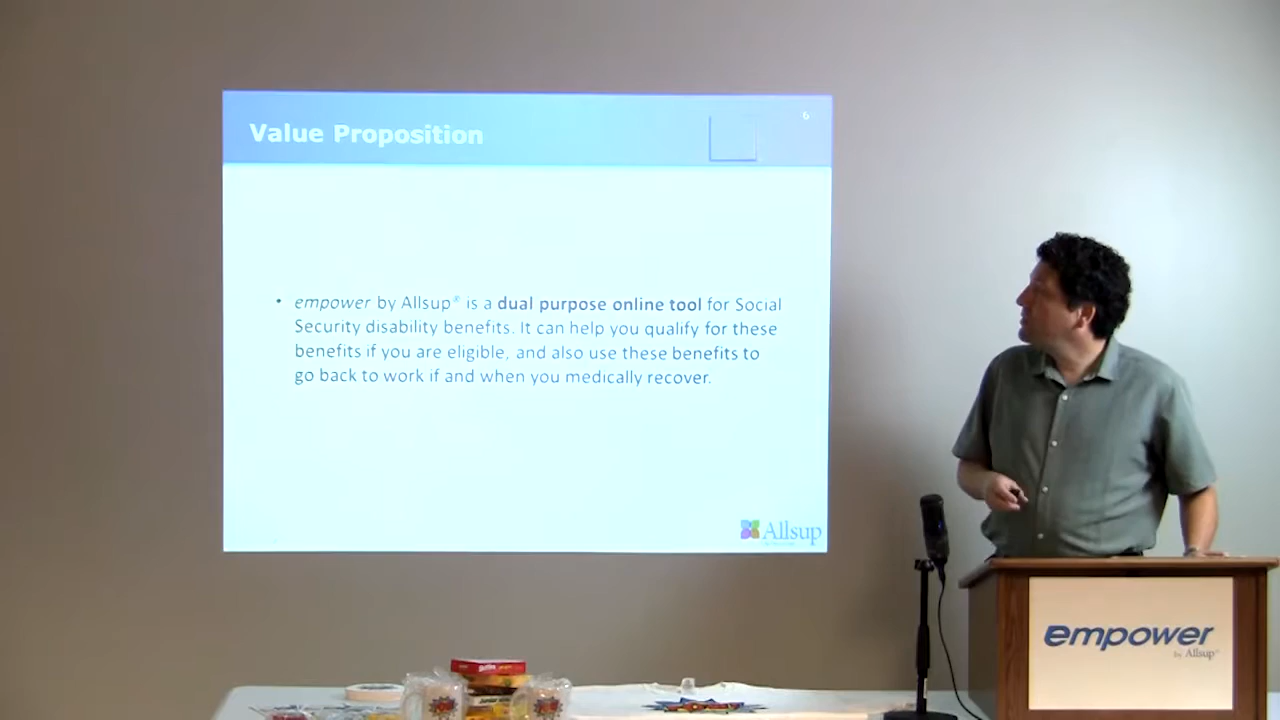 Value Proposition
6
• empower by Allsup® is a dual purpose online tool for Social
Security disability benefits. It can help you qualify for these
benefits if you are eligible, and also use these benefits to
go back to work if and when you medically recover.
Allsup
empower
by Allsup®